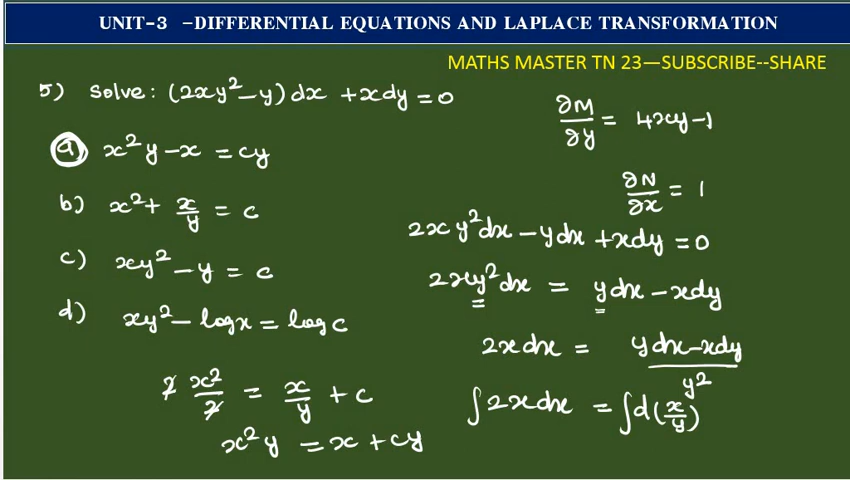 UNIT-3 –DIFFERENTIAL EQUATIONS AND LAPLACE TRANSFORMATION
MATHS MASTER TN 23—SUBSCRIBE--SHARE
5) Solve: (2xy²-y)dx + xdy = 0
∂M/∂y = 4xy-1
a) x²y - x = cy
∂N/∂x = 1
b) x² + x/y = c
2xy²dx - ydx + xdy = 0
c) xy² - y = c
2xy²dx = ydx - xdy
d) xy² - logx = log c
2xdx = ydx-xdy/y²
2 x²/2 = x/y + c
∫2xdx = ∫d(x/y)
x²y = x + cy